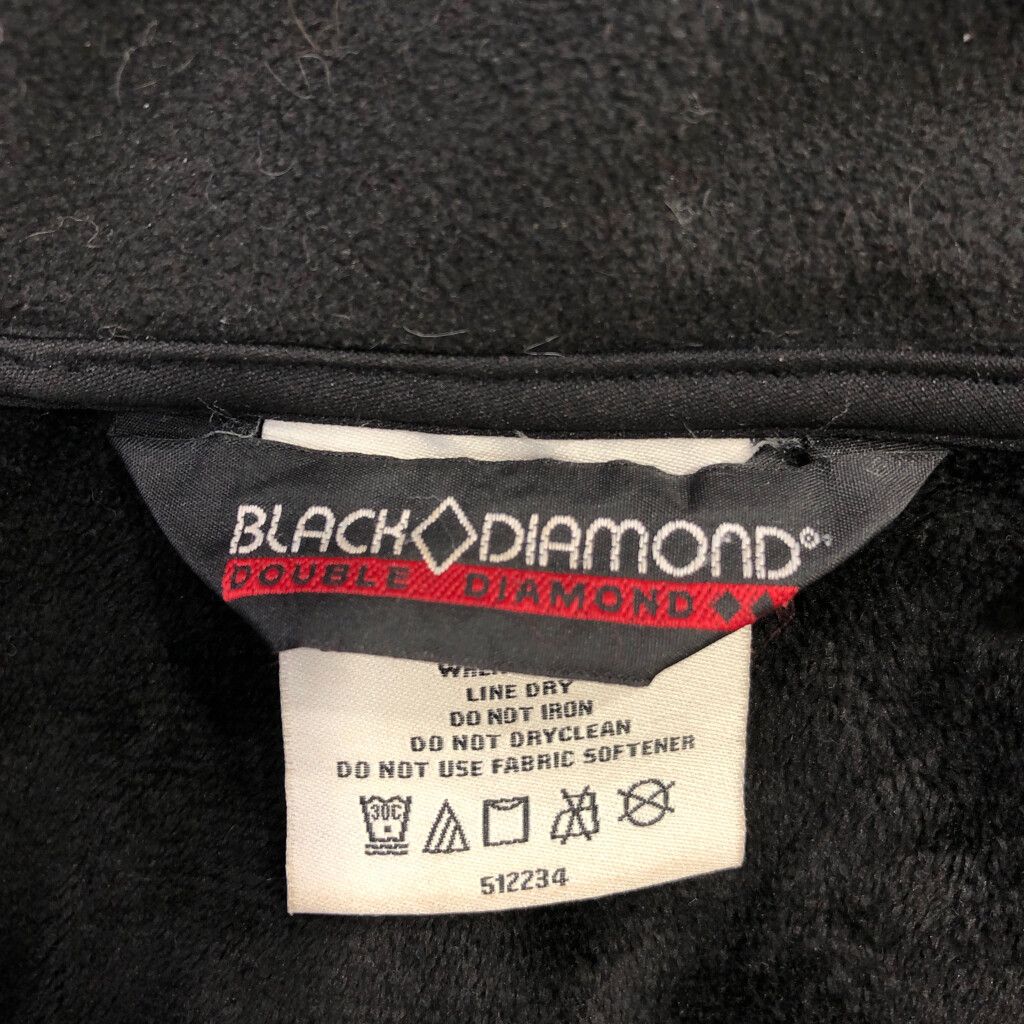 BLACK DIAMOND®
DOUBLE DIAMOND
LINE DRY
DO NOT IRON
DO NOT DRYCLEAN
DO NOT USE FABRIC SOFTENER
30C
512234